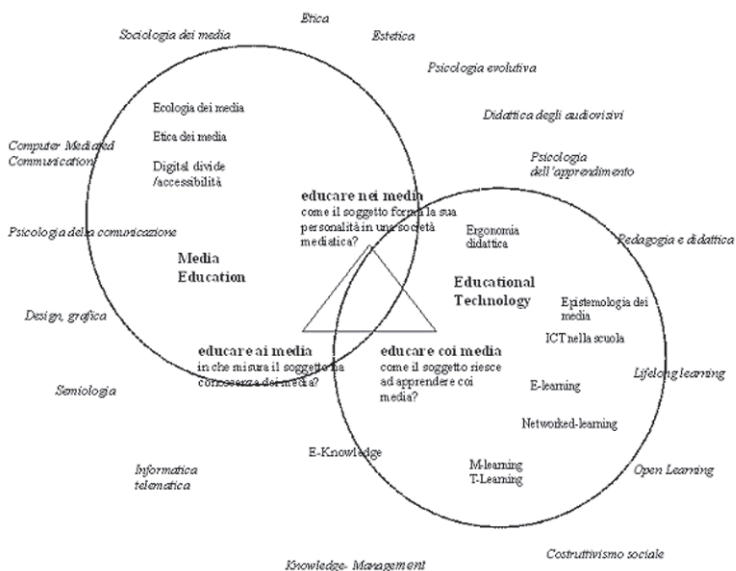 Etica
Sociologia dei media
Estetica
Psicologia evolutiva
Ecologia dei media
Didattica degli audiovisivi
Etica dei media
Computer Mediated
Communication
Digital divide
/accessibilità
Psicologia
dell'apprendimento
educare nei media
come il soggetto forma la sua
personalità in una società
mediatica?
Psicologia della comunicazione
Ergonomia
didattica
Pedagogia e didattica
Media
Education
Educational
Technology
Epistemologia dei
media
Design, grafica
ICT nella scuola
educare ai media
in che misura il soggetto ha
conoscenza dei media?
educare coi media
come il soggetto riesce
ad apprendere coi
media?
Lifelong learning
E-learning
Semiologia
Networked-learning
E-Knowledge
M-learning
T-Learning
Informatica
telematica
Open Learning
Costruttivismo sociale
Knowledge- Management